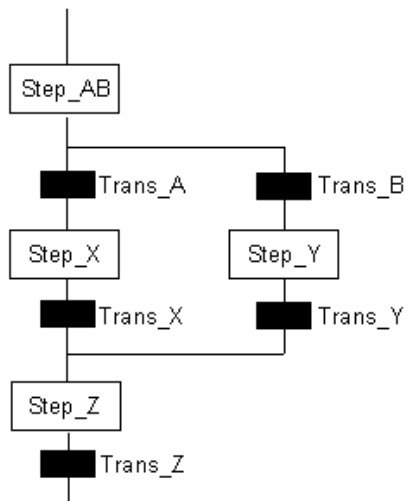 Step_AB
Trans_A
Trans_B
Step_X
Step_Y
Trans_X
Trans_Y
Step_Z
Trans_Z